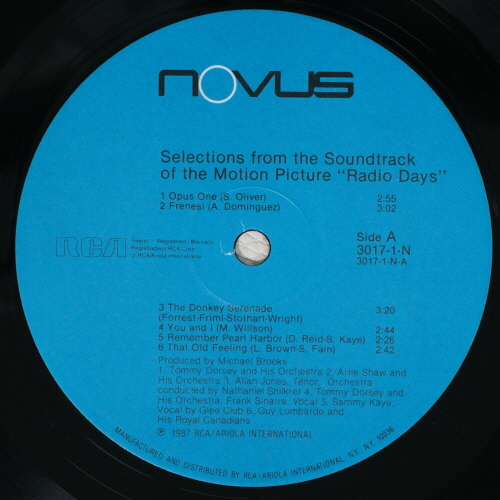 novus
Selections from the Soundtrack
of the Motion Picture "Radio Days"
1 Opus One (S. Oliver) 2:55
2 Frenesi (A. Dominguez) 3:02
Side A
RCA
3017-1-N
3017-1-N-A
3 The Donkey Serenade 3:20
(Forrest-Frimi-Stothart-Wright)
4 You and I (M. Willson) 2:44
5 Remember Pearl Harbor (D. Reid-S. Kaye) 2:26
6 That Old Feeling (L. Brown-S. Fain) 2:42
Produced by Michael Brooks
1. Tommy Dorsey and His Orchestra 2. Artie Shaw and
His Orchestra 3. Allan Jones, Tenor, Orchestra
conducted by Nathaniel Shilkret 4. Tommy Dorsey and
His Orchestra, Frank Sinatra, Vocal 5. Sammy Kaye,
Vocal by Glee Club 6. Guy Lombardo and
His Royal Canadians
℗ 1987 RCA/ARIOLA INTERNATIONAL
MANUFACTURED AND DISTRIBUTED BY RCA/ARIOLA INTERNATIONAL, NY, NY. 10036